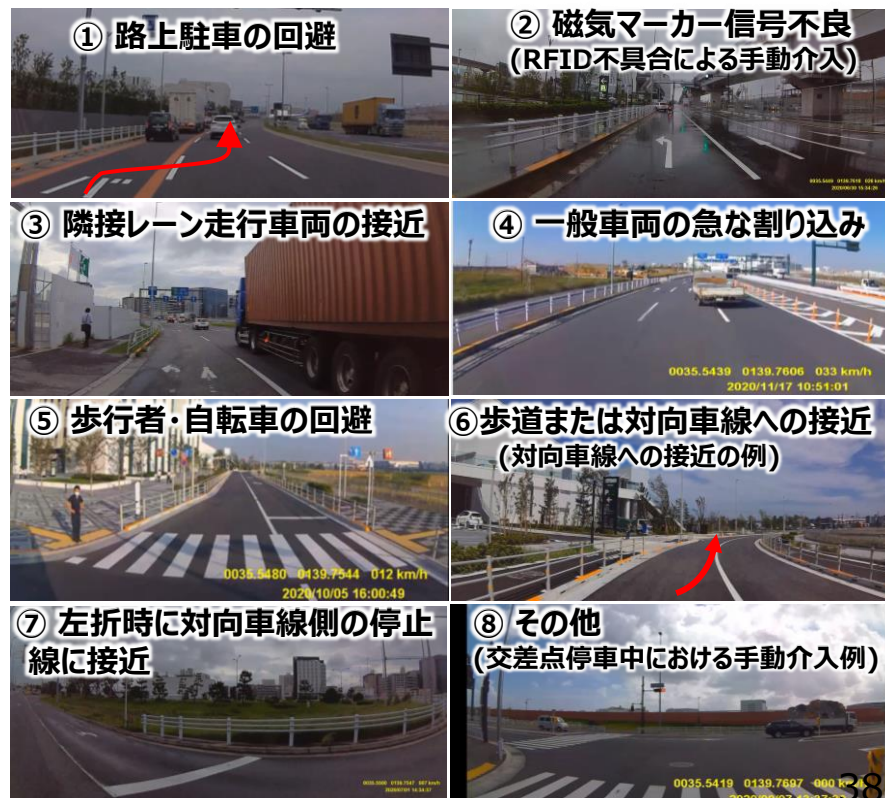 ① 路上駐車の回避
② 磁気マーカー信号不良
(RFID不具合による手動介入)
③ 隣接レーン走行車両の接近
④ 一般車両の急な割り込み
0035.5439 0139.7606 033 km/h
2020/11/17 10:51:01
⑤ 歩行者・自転車の回避
0035.5480 0139.7544 012 km/h
2020/10/05 16:00:49
⑥歩道または対向車線への接近
(対向車線への接近の例)
⑦ 左折時に対向車線側の停止
線に接近
⑧ その他
(交差点停車中における手動介入例)
0035.5419 0139.7697 000 km/h
38